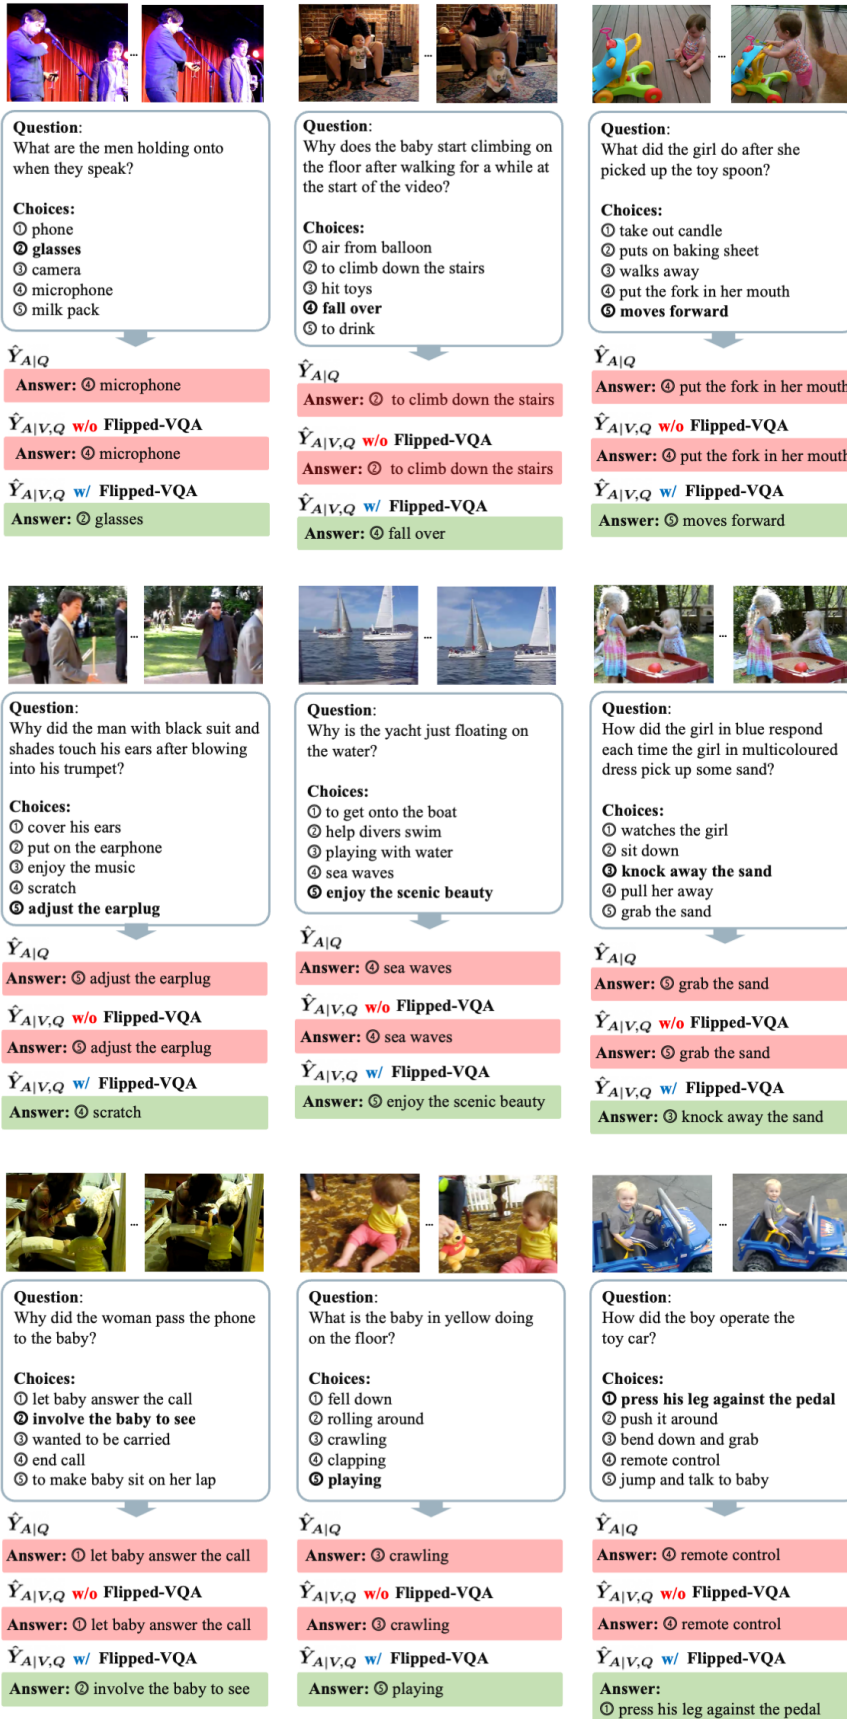 Question:
What are the men holding onto
when they speak?
Choices:
① phone
② glasses
③ camera
④ microphone
⑤ milk pack
Ŷ_{A|Q}
Answer: ④ microphone
Ŷ_{A|V,Q} w/o Flipped-VQA
Answer: ④ microphone
Ŷ_{A|V,Q} w/ Flipped-VQA
Answer: ② glasses
Question:
Why does the baby start climbing on
the floor after walking for a while at
the start of the video?
Choices:
① air from balloon
② to climb down the stairs
③ hit toys
④ fall over
⑤ to drink
Ŷ_{A|Q}
Answer: ② to climb down the stairs
Ŷ_{A|V,Q} w/o Flipped-VQA
Answer: ② to climb down the stairs
Ŷ_{A|V,Q} w/ Flipped-VQA
Answer: ④ fall over
Question:
What did the girl do after she
picked up the toy spoon?
Choices:
① take out candle
② puts on baking sheet
③ walks away
④ put the fork in her mouth
⑤ moves forward
Ŷ_{A|Q}
Answer: ④ put the fork in her mouth
Ŷ_{A|V,Q} w/o Flipped-VQA
Answer: ④ put the fork in her mouth
Ŷ_{A|V,Q} w/ Flipped-VQA
Answer: ⑤ moves forward
Question:
Why did the man with black suit and
shades touch his ears after blowing
into his trumpet?
Choices:
① cover his ears
② put on the earphone
③ enjoy the music
④ scratch
⑤ adjust the earplug
Ŷ_{A|Q}
Answer: ⑤ adjust the earplug
Ŷ_{A|V,Q} w/o Flipped-VQA
Answer: ⑤ adjust the earplug
Ŷ_{A|V,Q} w/ Flipped-VQA
Answer: ④ scratch
Question:
Why is the yacht just floating on
the water?
Choices:
① to get onto the boat
② help divers swim
③ playing with water
④ sea waves
⑤ enjoy the scenic beauty
Ŷ_{A|Q}
Answer: ④ sea waves
Ŷ_{A|V,Q} w/o Flipped-VQA
Answer: ④ sea waves
Ŷ_{A|V,Q} w/ Flipped-VQA
Answer: ⑤ enjoy the scenic beauty
Question:
How did the girl in blue respond
each time the girl in multicoloured
dress pick up some sand?
Choices:
① watches the girl
② sit down
③ knock away the sand
④ pull her away
⑤ grab the sand
Ŷ_{A|Q}
Answer: ⑤ grab the sand
Ŷ_{A|V,Q} w/o Flipped-VQA
Answer: ⑤ grab the sand
Ŷ_{A|V,Q} w/ Flipped-VQA
Answer: ③ knock away the sand
Question:
Why did the woman pass the phone
to the baby?
Choices:
① let baby answer the call
② involve the baby to see
③ wanted to be carried
④ end call
⑤ to make baby sit on her lap
Ŷ_{A|Q}
Answer: ① let baby answer the call
Ŷ_{A|V,Q} w/o Flipped-VQA
Answer: ① let baby answer the call
Ŷ_{A|V,Q} w/ Flipped-VQA
Answer: ② involve the baby to see
Question:
What is the baby in yellow doing
on the floor?
Choices:
① fell down
② rolling around
③ crawling
④ clapping
⑤ playing
Ŷ_{A|Q}
Answer: ③ crawling
Ŷ_{A|V,Q} w/o Flipped-VQA
Answer: ③ crawling
Ŷ_{A|V,Q} w/ Flipped-VQA
Answer: ⑤ playing
Question:
How did the boy operate the
toy car?
Choices:
① press his leg against the pedal
② push it around
③ bend down and grab
④ remote control
⑤ jump and talk to baby
Ŷ_{A|Q}
Answer: ④ remote control
Ŷ_{A|V,Q} w/o Flipped-VQA
Answer: ④ remote control
Ŷ_{A|V,Q} w/ Flipped-VQA
Answer:
① press his leg against the pedal